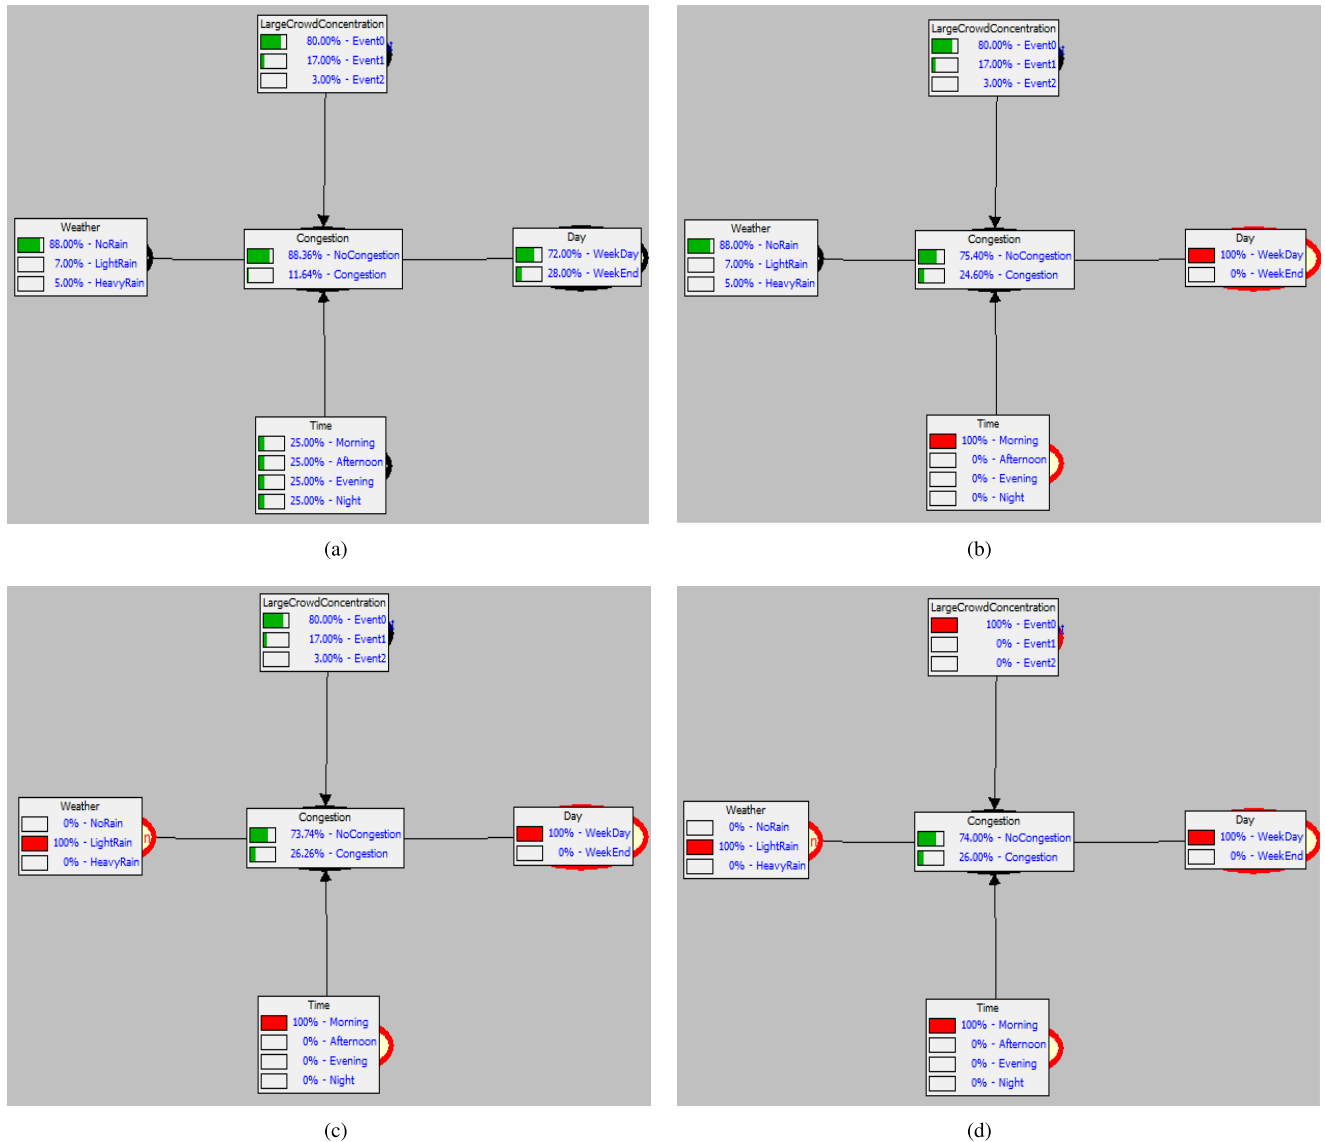 LargeCrowdConcentration
80.00% - Event0
17.00% - Event1
3.00% - Event2
Weather
88.00% - NoRain
7.00% - LightRain
5.00% - HeavyRain
Congestion
88.36% - NoCongestion
11.64% - Congestion
Day
72.00% - WeekDay
28.00% - WeekEnd
Time
25.00% - Morning
25.00% - Afternoon
25.00% - Evening
25.00% - Night
(a)
LargeCrowdConcentration
80.00% - Event0
17.00% - Event1
3.00% - Event2
Weather
88.00% - NoRain
7.00% - LightRain
5.00% - HeavyRain
Congestion
75.40% - NoCongestion
24.60% - Congestion
Day
100% - WeekDay
0% - WeekEnd
Time
100% - Morning
0% - Afternoon
0% - Evening
0% - Night
(b)
LargeCrowdConcentration
80.00% - Event0
17.00% - Event1
3.00% - Event2
Weather
0% - NoRain
100% - LightRain
0% - HeavyRain
n
Congestion
73.74% - NoCongestion
26.26% - Congestion
Day
100% - WeekDay
0% - WeekEnd
Time
100% - Morning
0% - Afternoon
0% - Evening
0% - Night
(c)
LargeCrowdConcentration
100% - Event0
0% - Event1
0% - Event2
Weather
0% - NoRain
100% - LightRain
0% - HeavyRain
n
Congestion
74.00% - NoCongestion
26.00% - Congestion
Day
100% - WeekDay
0% - WeekEnd
Time
100% - Morning
0% - Afternoon
0% - Evening
0% - Night
(d)